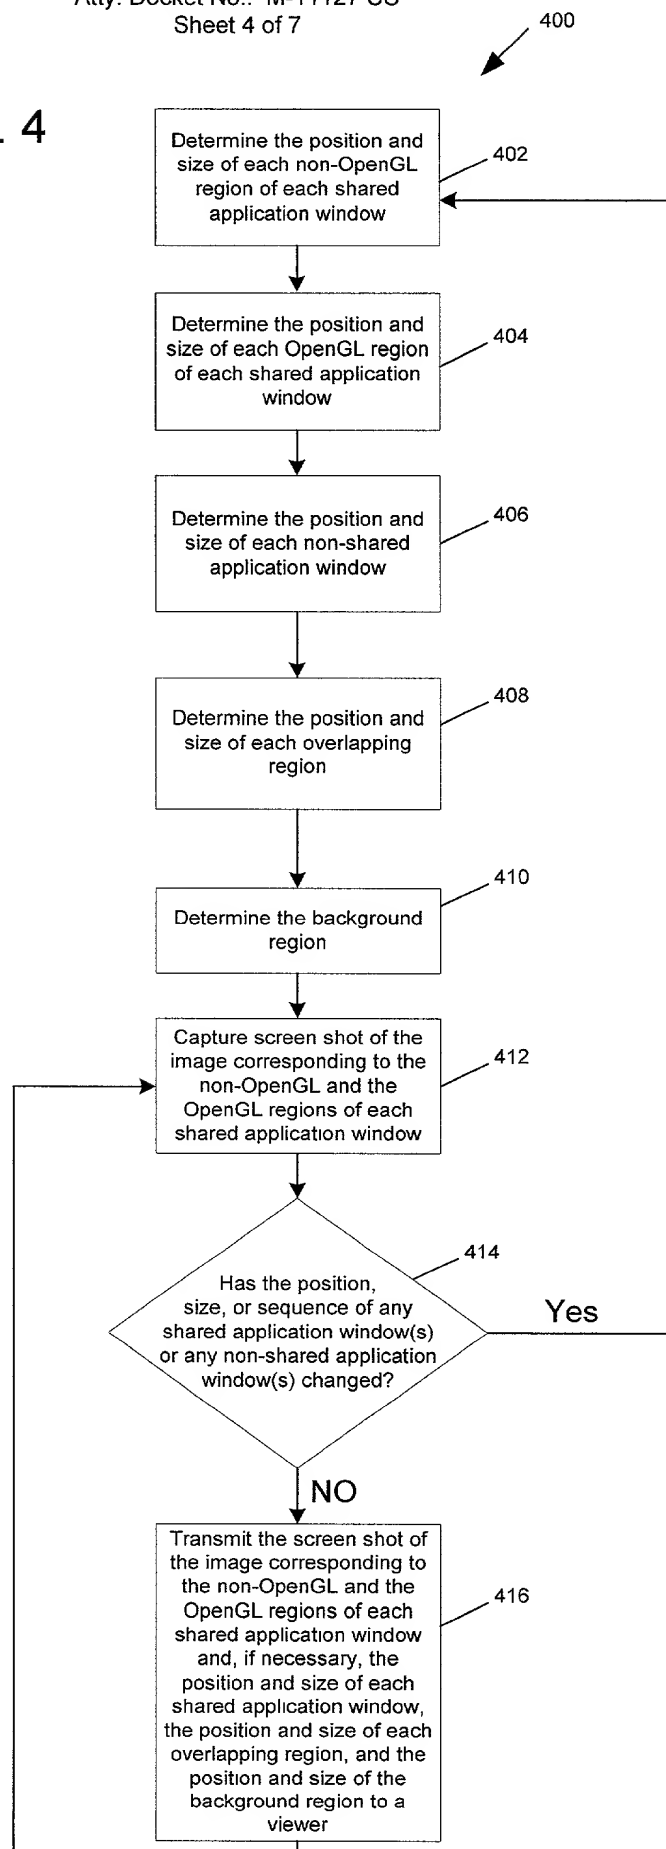 Sheet 4 of 7
400
4
Determine the position and
size of each non-OpenGL
region of each shared
application window
402
Determine the position and
size of each OpenGL region
of each shared application
window
404
Determine the position and
size of each non-shared
application window
406
Determine the position and
size of each overlapping
region
408
Determine the background
region
410
Capture screen shot of the
image corresponding to the
non-OpenGL and the
OpenGL regions of each
shared application window
412
Has the position,
size, or sequence of any
shared application window(s)
or any non-shared application
window(s) changed?
414
Yes
NO
Transmit the screen shot of
the image corresponding to
the non-OpenGL and the
OpenGL regions of each
shared application window
and, if necessary, the
position and size of each
shared application window,
the position and size of each
overlapping region, and the
position and size of the
background region to a
viewer
416